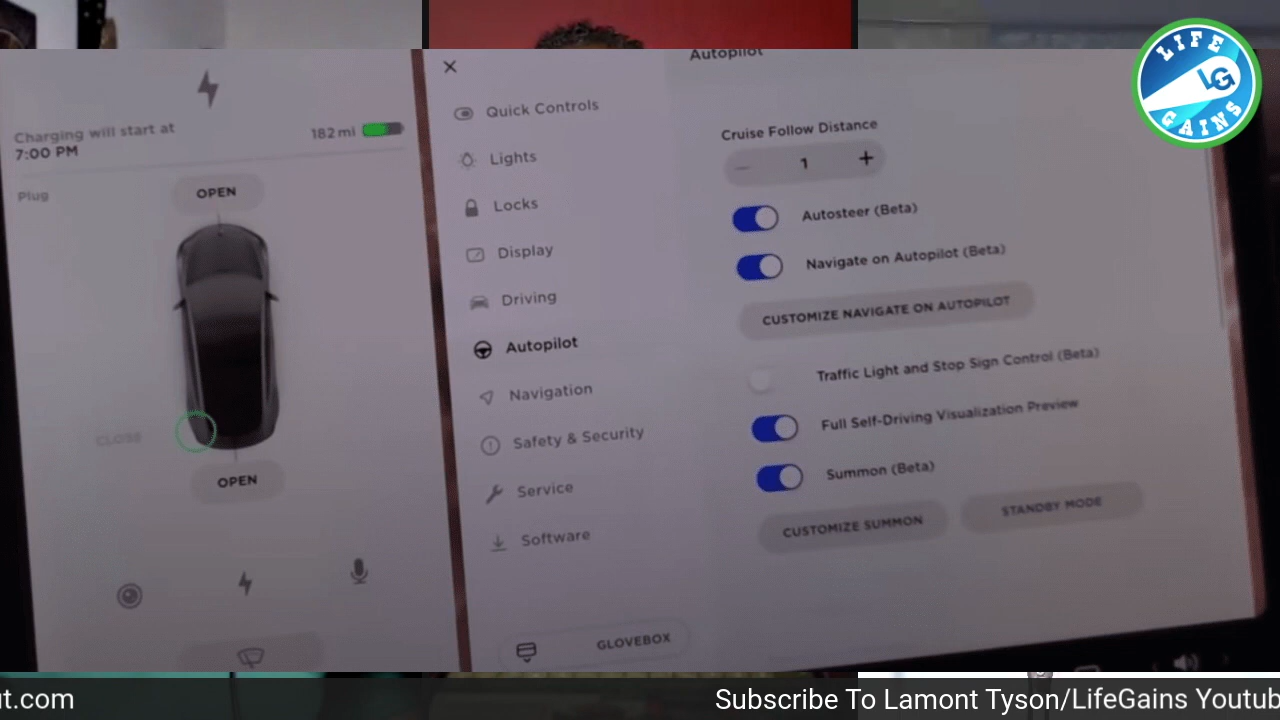 LIFE
LG
GAINS
Autopilot
Charging will start at
7:00 PM
182 mi
Plug
OPEN
CLOSE
OPEN
Quick Controls
Lights
Locks
Display
Driving
Autopilot
Navigation
Safety & Security
Service
Software
GLOVEBOX
Cruise Follow Distance
1
Autosteer (Beta)
Navigate on Autopilot (Beta)
CUSTOMIZE NAVIGATE ON AUTOPILOT
Traffic Light and Stop Sign Control (Beta)
Full Self-Driving Visualization Preview
Summon (Beta)
CUSTOMIZE SUMMON
STANDBY MODE
ut.com
Subscribe To Lamont Tyson/LifeGains Youtub